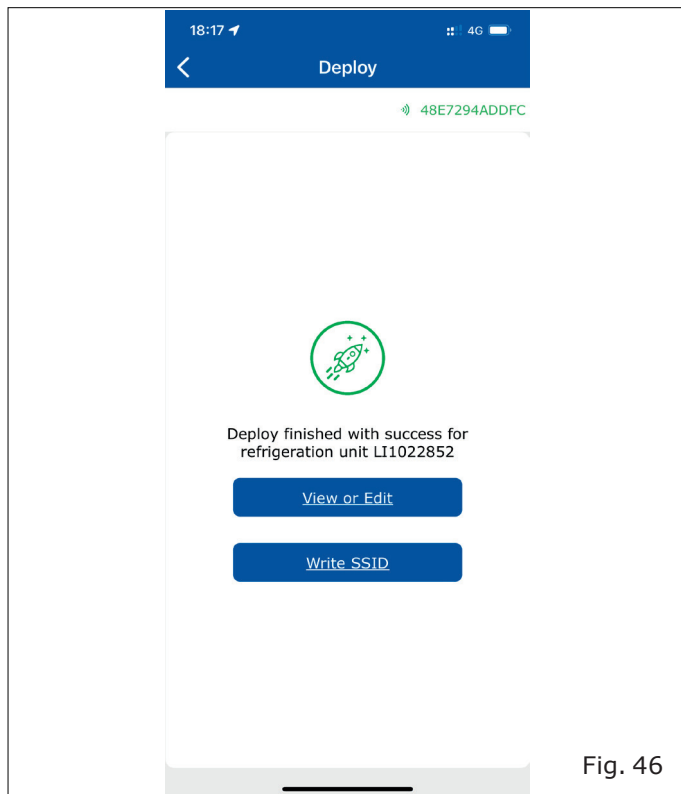 18:17
4G
Deploy
48E7294ADDFC
Deploy finished with success for
refrigeration unit LI1022852
View or Edit
Write SSID
Fig. 46